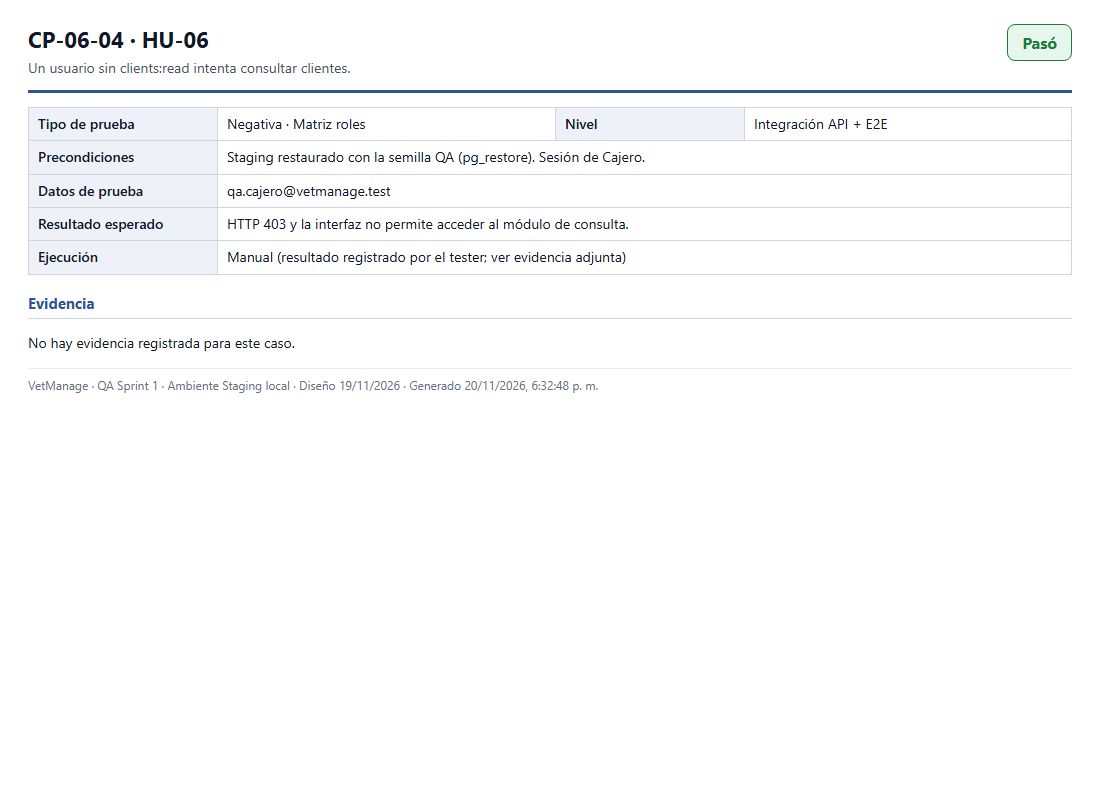 CP-06-04 · HU-06
Pasó
Un usuario sin clients:read intenta consultar clientes.
Tipo de prueba Negativa · Matriz roles Nivel Integración API + E2E
Precondiciones Staging restaurado con la semilla QA (pg_restore). Sesión de Cajero.
Datos de prueba qa.cajero@vetmanage.test
Resultado esperado HTTP 403 y la interfaz no permite acceder al módulo de consulta.
Ejecución Manual (resultado registrado por el tester; ver evidencia adjunta)
Evidencia
No hay evidencia registrada para este caso.
VetManage · QA Sprint 1 · Ambiente Staging local · Diseño 19/11/2026 · Generado 20/11/2026, 6:32:48 p. m.